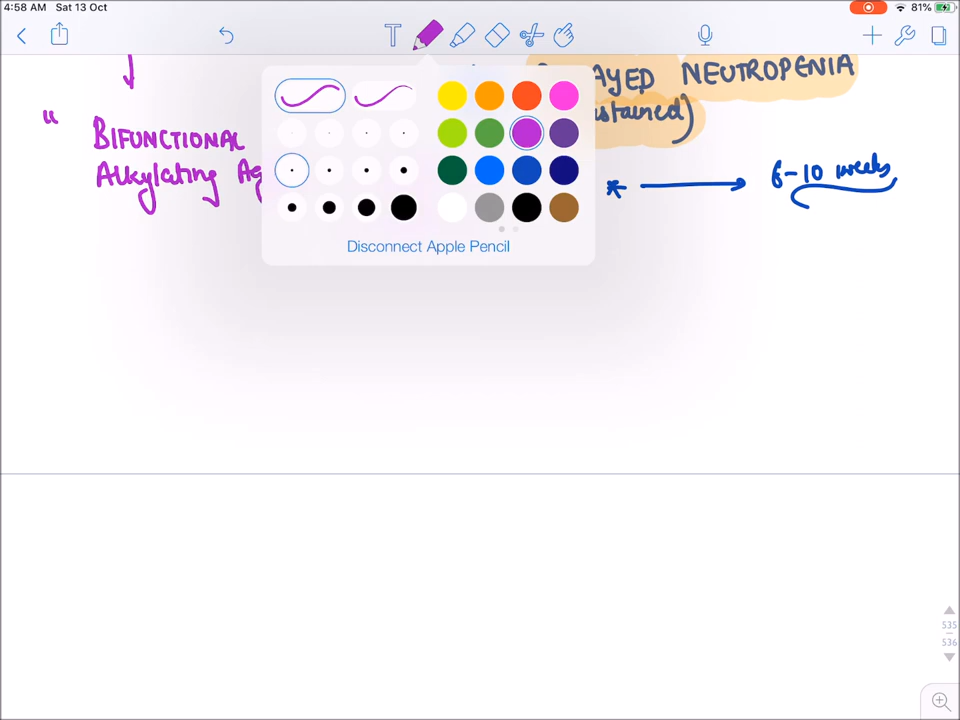 4:58 AM Sat 13 Oct
81%
T
AYED NEUTROPENIA
stained)
" BIFUNCTIONAL
Alkylating Ag
* 6-10 weeks
Disconnect Apple Pencil
535
536